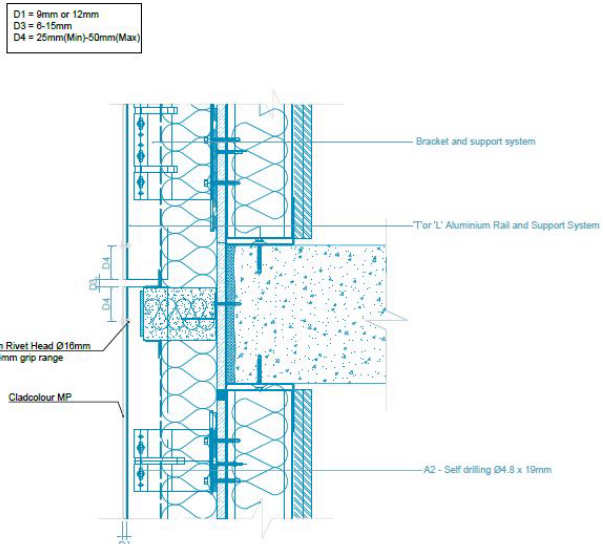 D1 = 9mm or 12mm
D3 = 6-15mm
D4 = 25mm(Min)-50mm(Max)
Bracket and support system
'T'or 'L' Aluminium Rail and Support System
D4
D3
D4
Rivet Head Ø16mm
mm grip range
Cladcolour MP
A2 - Self drilling Ø4.8 x 19mm
D1